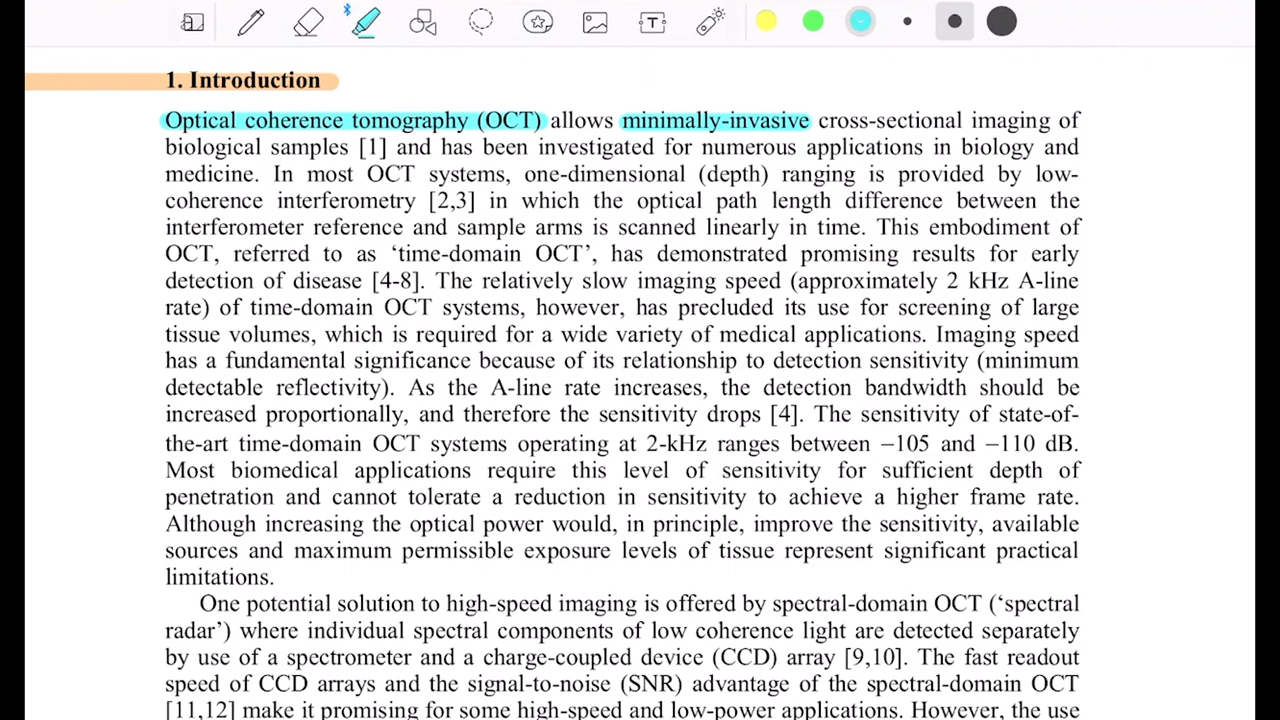 1. Introduction
Optical coherence tomography (OCT) allows minimally-invasive cross-sectional imaging of
biological samples [1] and has been investigated for numerous applications in biology and
medicine. In most OCT systems, one-dimensional (depth) ranging is provided by low-
coherence interferometry [2,3] in which the optical path length difference between the
interferometer reference and sample arms is scanned linearly in time. This embodiment of
OCT, referred to as ‘time-domain OCT’, has demonstrated promising results for early
detection of disease [4-8]. The relatively slow imaging speed (approximately 2 kHz A-line
rate) of time-domain OCT systems, however, has precluded its use for screening of large
tissue volumes, which is required for a wide variety of medical applications. Imaging speed
has a fundamental significance because of its relationship to detection sensitivity (minimum
detectable reflectivity). As the A-line rate increases, the detection bandwidth should be
increased proportionally, and therefore the sensitivity drops [4]. The sensitivity of state-of-
the-art time-domain OCT systems operating at 2-kHz ranges between −105 and −110 dB.
Most biomedical applications require this level of sensitivity for sufficient depth of
penetration and cannot tolerate a reduction in sensitivity to achieve a higher frame rate.
Although increasing the optical power would, in principle, improve the sensitivity, available
sources and maximum permissible exposure levels of tissue represent significant practical
limitations.
One potential solution to high-speed imaging is offered by spectral-domain OCT (‘spectral
radar’) where individual spectral components of low coherence light are detected separately
by use of a spectrometer and a charge-coupled device (CCD) array [9,10]. The fast readout
speed of CCD arrays and the signal-to-noise (SNR) advantage of the spectral-domain OCT
[11,12] make it promising for some high-speed and low-power applications. However, the use